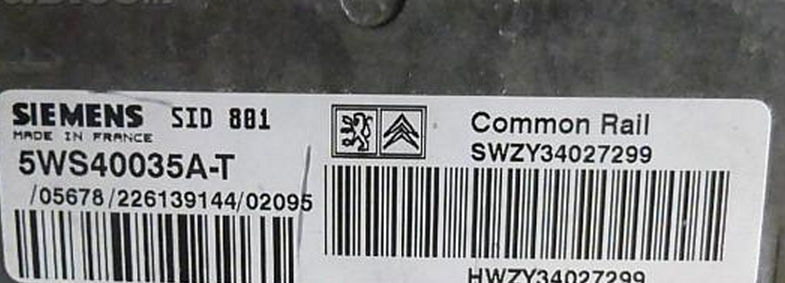 SIEMENS SID 801
MADE IN FRANCE
5WS40035A-T
/05678/226139144/02095
Common Rail
SWZY34027299
HWZY34027299